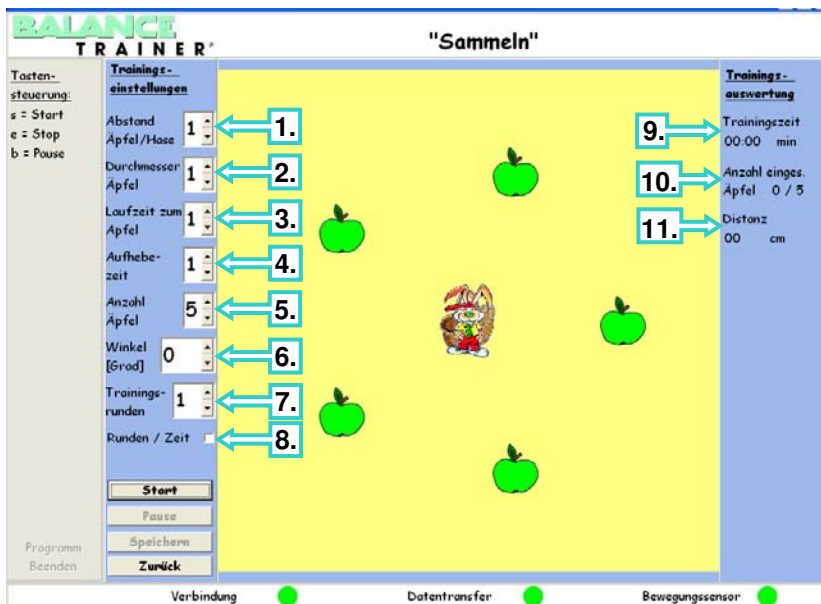 BALANCE
TRAINER
"Sammeln"
Tasten-
steuerung:
s = Start
e = Stop
b = Pause
Programm
Beenden
Trainings-
einstellungen
Abstand
Äpfel/Hase 1
1.
Durchmesser
Äpfel 1
2.
Laufzeit zum
Apfel 1
3.
Aufhebe-
zeit 1
4.
Anzahl
Äpfel 5
5.
Winkel
[Grad] 0
6.
Trainings-
runden 1
7.
Runden / Zeit
8.
Start
Pause
Speichern
Zurück
Trainings-
auswertung
9.
Trainingszeit
00:00 min
10.
Anzahl einges.
Äpfel 0 / 5
11.
Distanz
00 cm
Verbindung Datentransfer Bewegungssensor